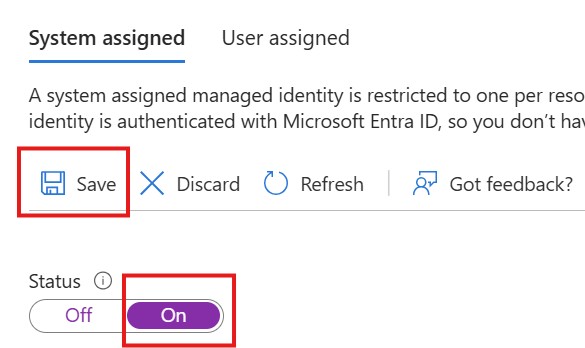 System assigned User assigned
A system assigned managed identity is restricted to one per reso
identity is authenticated with Microsoft Entra ID, so you don't hav
Save Discard Refresh Got feedback?
Status
Off On